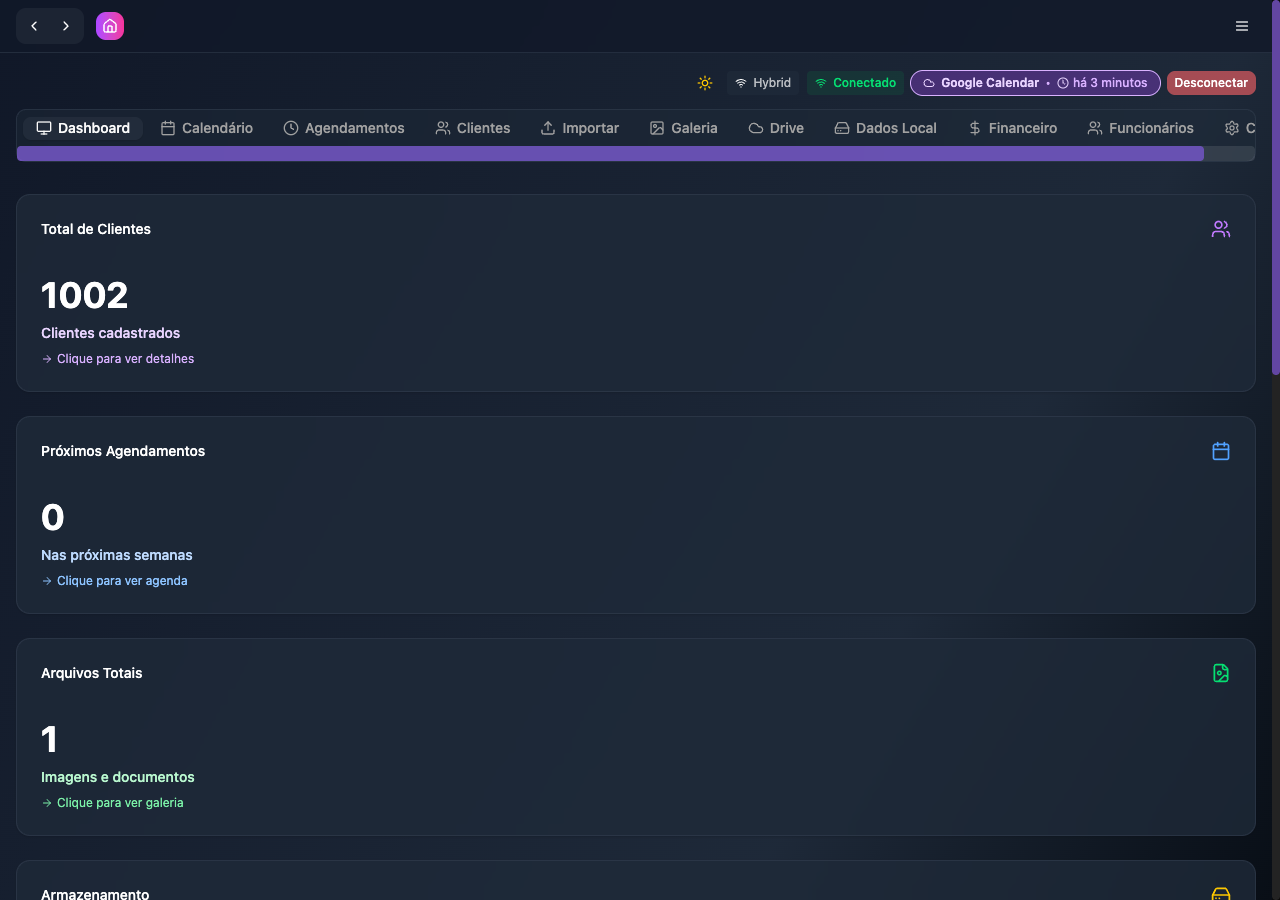 Hybrid Conectado Google Calendar • há 3 minutos Desconectar
Dashboard Calendário Agendamentos Clientes Importar Galeria Drive Dados Local Financeiro Funcionários C
Total de Clientes
1002
Clientes cadastrados
→ Clique para ver detalhes
Próximos Agendamentos
0
Nas próximas semanas
→ Clique para ver agenda
Arquivos Totais
1
Imagens e documentos
→ Clique para ver galeria
Armazenamento